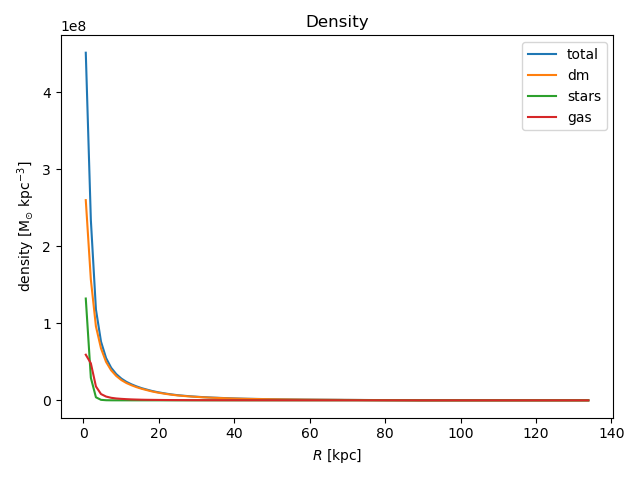 Density
1e8
total
dm
stars
gas
4
3
2
1
0
density [M⊙ kpc⁻³]
0 20 40 60 80 100 120 140
R [kpc]